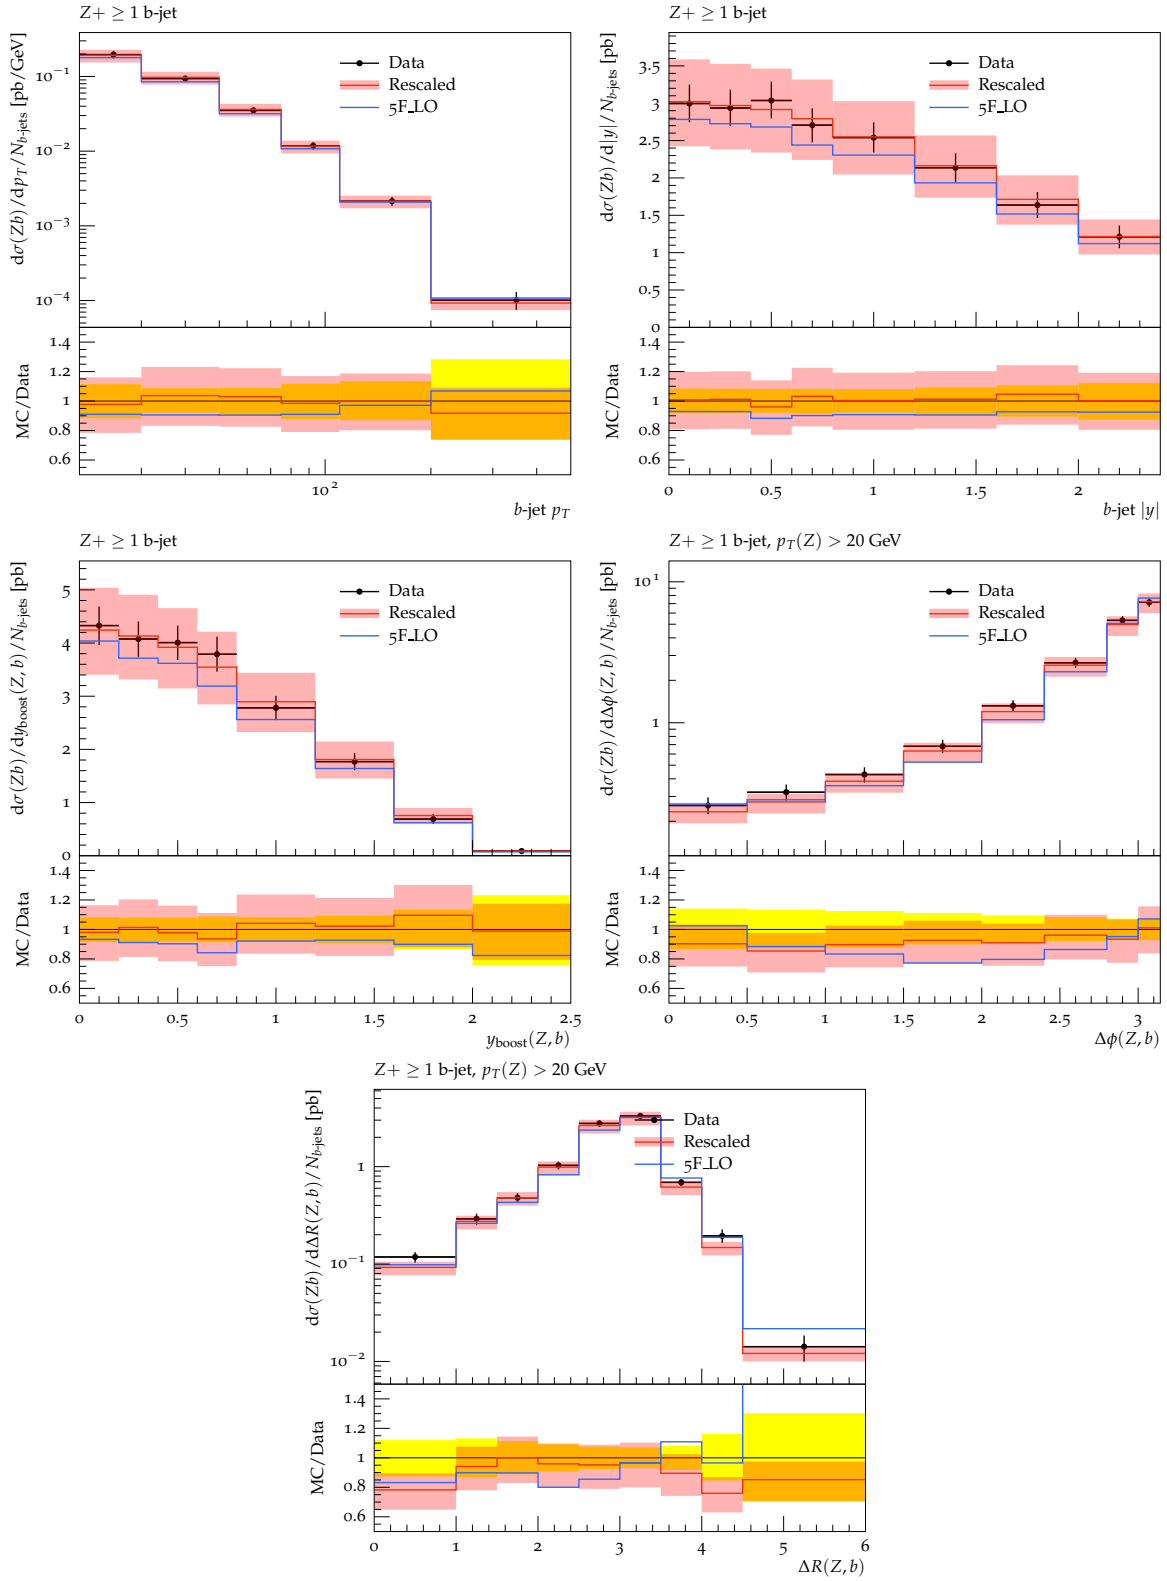 Z+ ≥ 1 b-jet
dσ(Zb)/dp_T/N_b-jets [pb/GeV]
Data
Rescaled
5F_LO
10⁻¹
10⁻²
10⁻³
10⁻⁴
MC/Data
1.4
1.2
1
0.8
0.6
10²
b-jet p_T
Z+ ≥ 1 b-jet
dσ(Zb)/d|y|/N_b-jets [pb]
Data
Rescaled
5F_LO
3.5
3
2.5
2
1.5
1
0.5
0
MC/Data
1.4
1.2
1
0.8
0.6
0 0.5 1 1.5 2
b-jet |y|
Z+ ≥ 1 b-jet
dσ(Zb)/dy_boost(Z, b)/N_b-jets [pb]
Data
Rescaled
5F_LO
5
4
3
2
1
0
MC/Data
1.4
1.2
1
0.8
0.6
0 0.5 1 1.5 2 2.5
y_boost(Z, b)
Z+ ≥ 1 b-jet, p_T(Z) > 20 GeV
dσ(Zb)/dΔϕ(Z, b)/N_b-jets [pb]
Data
Rescaled
5F_LO
10¹
1
MC/Data
1.4
1.2
1
0.8
0.6
0 0.5 1 1.5 2 2.5 3
Δϕ(Z, b)
Z+ ≥ 1 b-jet, p_T(Z) > 20 GeV
dσ(Zb)/dΔR(Z, b)/N_b-jets [pb]
Data
Rescaled
5F_LO
1
10⁻¹
10⁻²
MC/Data
1.4
1.2
1
0.8
0.6
0 1 2 3 4 5 6
ΔR(Z, b)